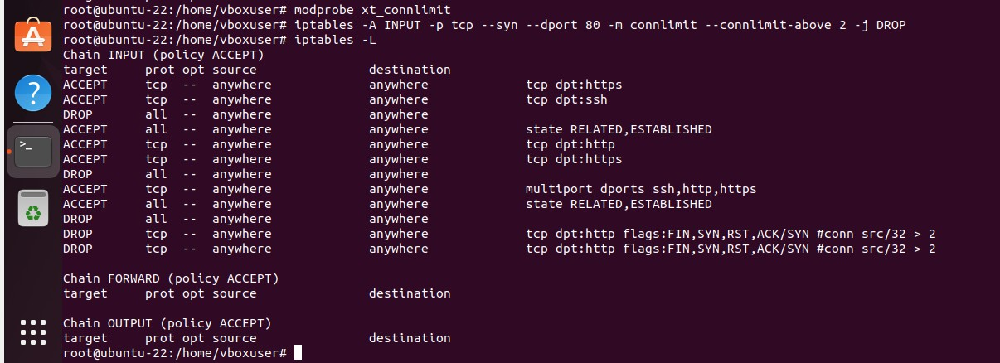 root@ubuntu-22:/home/vboxuser# modprobe xt_connlimit
root@ubuntu-22:/home/vboxuser# iptables -A INPUT -p tcp --syn --dport 80 -m connlimit --connlimit-above 2 -j DROP
root@ubuntu-22:/home/vboxuser# iptables -L
Chain INPUT (policy ACCEPT)
target     prot opt source               destination
ACCEPT     tcp  --  anywhere             anywhere             tcp dpt:https
ACCEPT     tcp  --  anywhere             anywhere             tcp dpt:ssh
DROP       all  --  anywhere             anywhere
ACCEPT     all  --  anywhere             anywhere             state RELATED,ESTABLISHED
ACCEPT     tcp  --  anywhere             anywhere             tcp dpt:http
ACCEPT     tcp  --  anywhere             anywhere             tcp dpt:https
DROP       all  --  anywhere             anywhere
ACCEPT     tcp  --  anywhere             anywhere             multiport dports ssh,http,https
ACCEPT     all  --  anywhere             anywhere             state RELATED,ESTABLISHED
DROP       all  --  anywhere             anywhere
DROP       tcp  --  anywhere             anywhere             tcp dpt:http flags:FIN,SYN,RST,ACK/SYN #conn src/32 > 2
DROP       tcp  --  anywhere             anywhere             tcp dpt:http flags:FIN,SYN,RST,ACK/SYN #conn src/32 > 2
Chain FORWARD (policy ACCEPT)
target     prot opt source               destination
Chain OUTPUT (policy ACCEPT)
target     prot opt source               destination
root@ubuntu-22:/home/vboxuser#